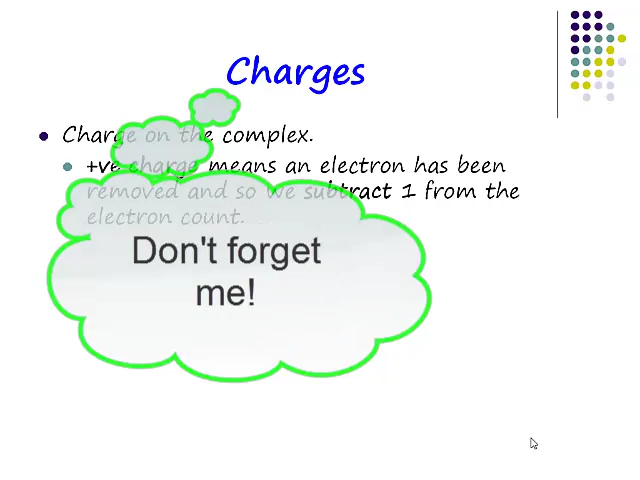 Charges
Charge on the complex.
+ve charge means an electron has been
removed and so we subtract 1 from the
electron count.
Don't forget
me!